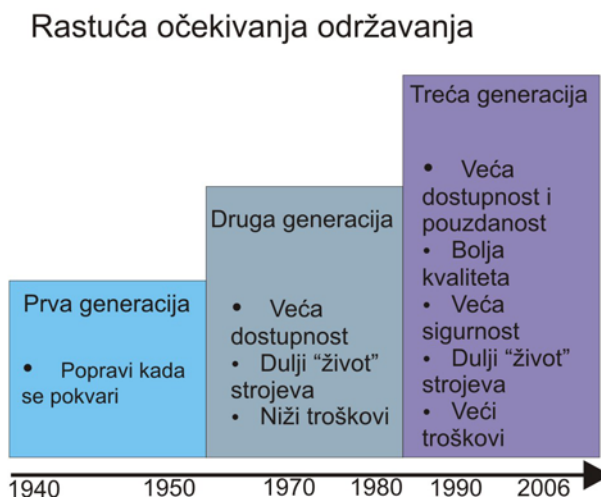 Rastuća očekivanja održavanja
Prva generacija
• Popravi kada
se pokvari
Druga generacija
• Veća
dostupnost
• Dulji “život”
strojeva
• Niži troškovi
Treća generacija
• Veća
dostupnost i
pouzdanost
• Bolja
kvaliteta
• Veća
sigurnost
• Dulji “život”
strojeva
• Veći
troškovi
1940 1950 1970 1980 1990 2006